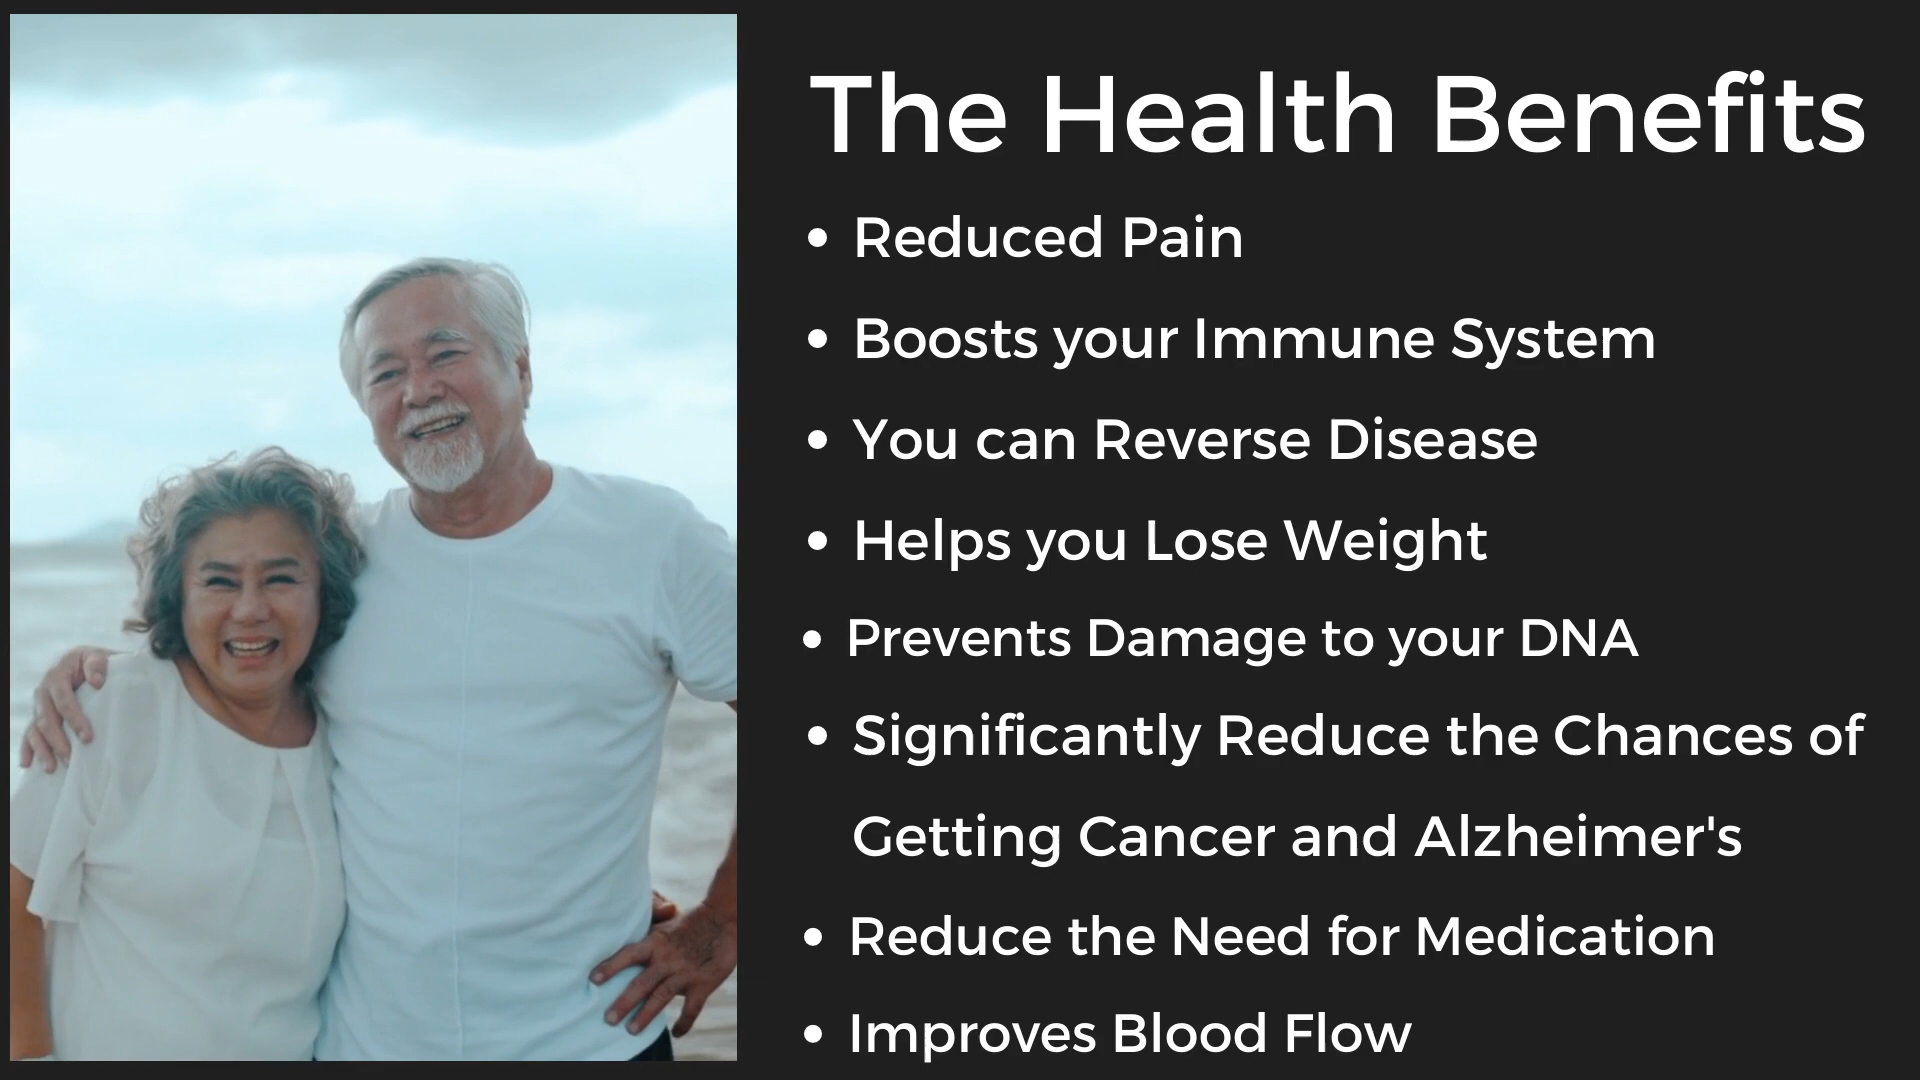 The Health Benefits
• Reduced Pain
• Boosts your Immune System
• You can Reverse Disease
• Helps you Lose Weight
• Prevents Damage to your DNA
• Significantly Reduce the Chances of
Getting Cancer and Alzheimer's
• Reduce the Need for Medication
• Improves Blood Flow